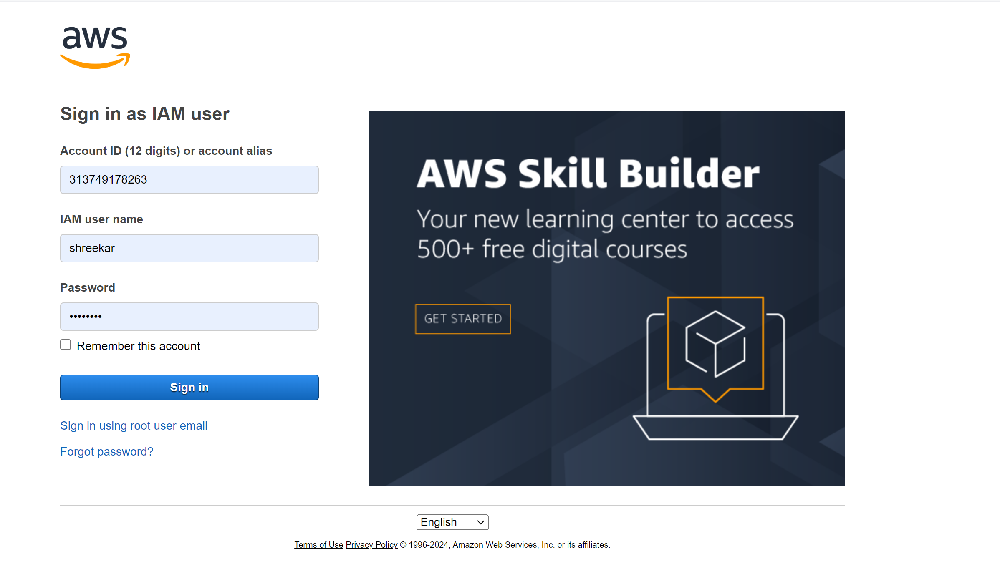 aws
Sign in as IAM user
Account ID (12 digits) or account alias
313749178263
IAM user name
shreekar
Password
••••••••
Remember this account
Sign in
Sign in using root user email
Forgot password?
AWS Skill Builder
Your new learning center to access
500+ free digital courses
GET STARTED
English
Terms of Use Privacy Policy © 1996-2024, Amazon Web Services, Inc. or its affiliates.